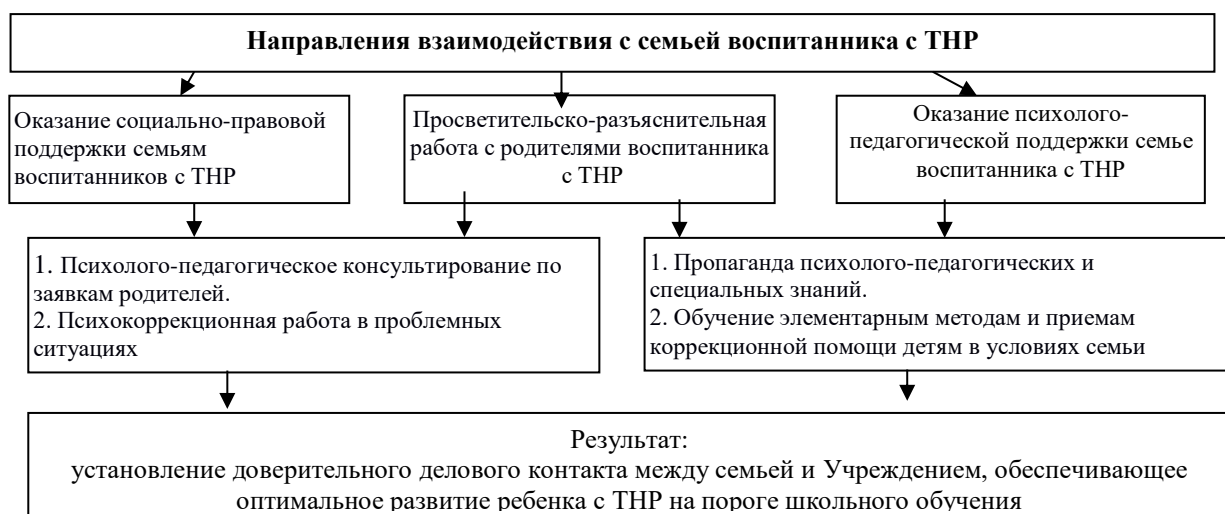 Направления взаимодействия с семьей воспитанника с ТНР
Оказание социально-правовой
поддержки семьям
воспитанников с ТНР
Просветительско-разъяснительная
работа с родителями воспитанника
с ТНР
Оказание психолого-
педагогической поддержки семье
воспитанника с ТНР
1. Психолого-педагогическое консультирование по
заявкам родителей.
2. Психокоррекционная работа в проблемных
ситуациях
1. Пропаганда психолого-педагогических и
специальных знаний.
2. Обучение элементарным методам и приемам
коррекционной помощи детям в условиях семьи
Результат:
установление доверительного делового контакта между семьей и Учреждением, обеспечивающее
оптимальное развитие ребенка с ТНР на пороге школьного обучения